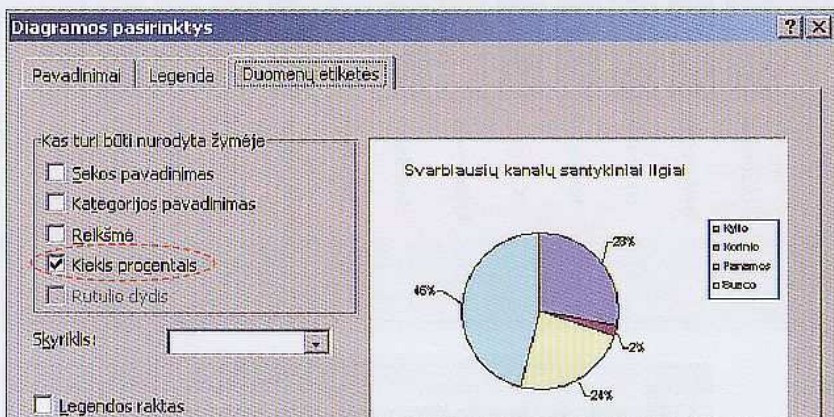 Diagramos pasirinktys
Pavadinimai
Legenda
Duomenų etiketės
Kas turi būti nurodyta žymėje
Sekos pavadinimas
Kategorijos pavadinimas
Reikšmė
Kiekis procentais
Rutulio dydis
Skyriklis:
Legendos raktas
Svarbiausių kanalų santykiniai ilgiai
28%
2%
24%
46%
Kylio
Korinto
Panamos
Sueco